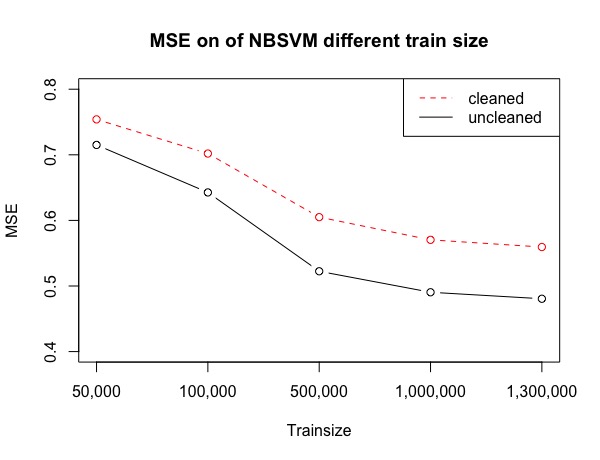 MSE on of NBSVM different train size
cleaned
uncleaned
MSE
0.8
0.7
0.6
0.5
0.4
50,000 100,000 500,000 1,000,000 1,300,000
Trainsize